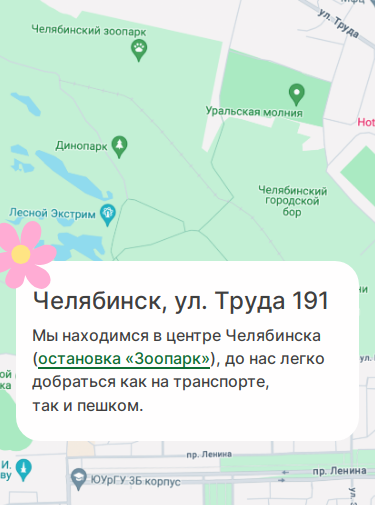 ул. Труда
Челябинский зоопарк
Уральская молния
Hot
Динопарк
Челябинский
городской
бор
Лесной Экстрим
Челябинск, ул. Труда 191
Мы находимся в центре Челябинска
(остановка «Зоопарк»), до нас легко
добраться как на транспорте,
так и пешком.
пр. Ленина
пр. Ленина
ЮУрГУ 3Б корпус